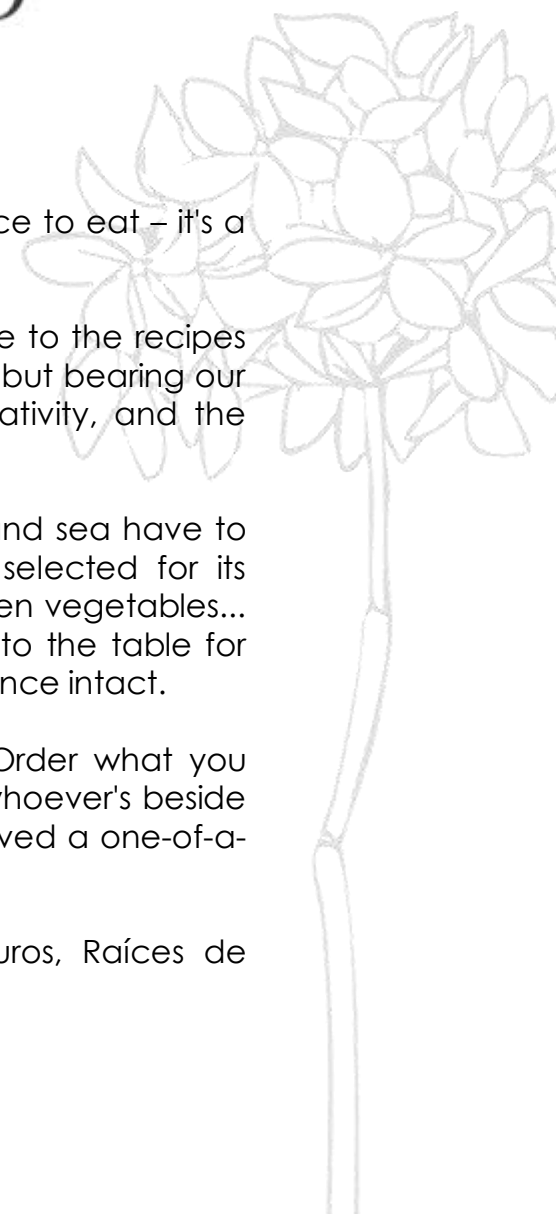 ce to eat – it's a
e to the recipes
but bearing our
ativity, and the
nd sea have to
selected for its
en vegetables...
to the table for
nce intact.
Order what you
whoever's beside
ved a one-of-a-
uros, Raíces de